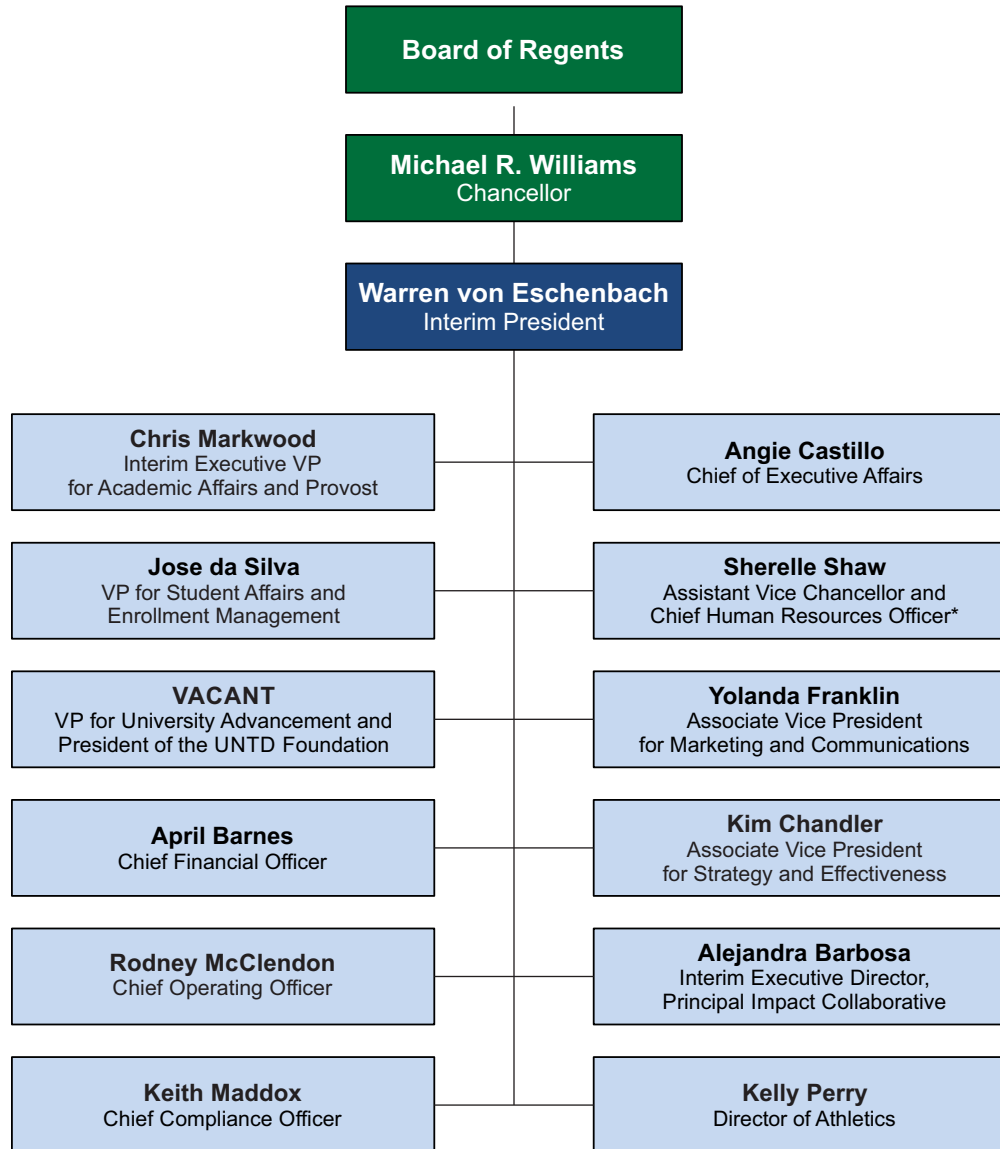 Board of Regents
Michael R. Williams
Chancellor
Warren von Eschenbach
Interim President
Chris Markwood
Interim Executive VP
for Academic Affairs and Provost
Angie Castillo
Chief of Executive Affairs
Jose da Silva
VP for Student Affairs and
Enrollment Management
Sherelle Shaw
Assistant Vice Chancellor and
Chief Human Resources Officer*
VACANT
VP for University Advancement and
President of the UNTD Foundation
Yolanda Franklin
Associate Vice President
for Marketing and Communications
April Barnes
Chief Financial Officer
Kim Chandler
Associate Vice President
for Strategy and Effectiveness
Rodney McClendon
Chief Operating Officer
Alejandra Barbosa
Interim Executive Director,
Principal Impact Collaborative
Keith Maddox
Chief Compliance Officer
Kelly Perry
Director of Athletics